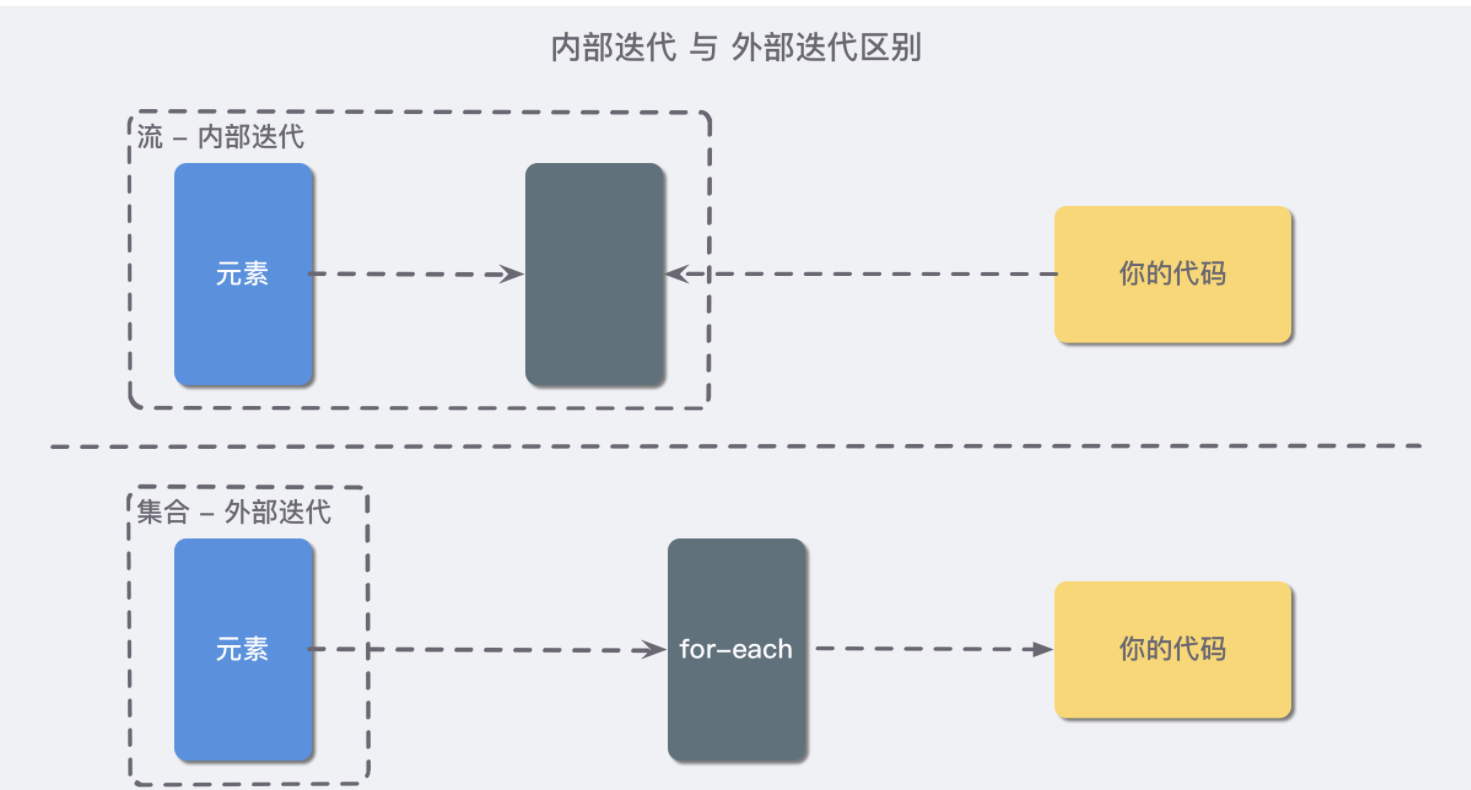 内部迭代 与 外部迭代区别
流 – 内部迭代
元素
你的代码
集合 – 外部迭代
元素
for–each
你的代码